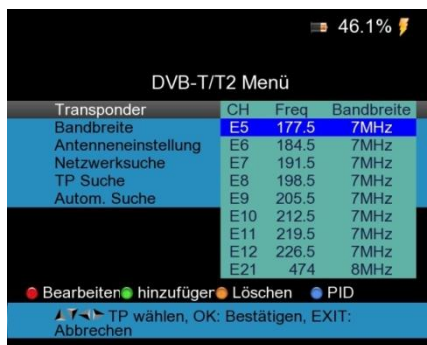 46.1%
DVB-T/T2 Menü
Transponder CH Freq Bandbreite
Bandbreite E5 177.5 7MHz
Antenneneinstellung E6 184.5 7MHz
Netzwerksuche E7 191.5 7MHz
TP Suche E8 198.5 7MHz
Autom. Suche E9 205.5 7MHz
E10 212.5 7MHz
E11 219.5 7MHz
E12 226.5 7MHz
E21 474 8MHz
Bearbeiten hinzufüger Löschen PID
TP wählen, OK: Bestätigen, EXIT:
Abbrechen